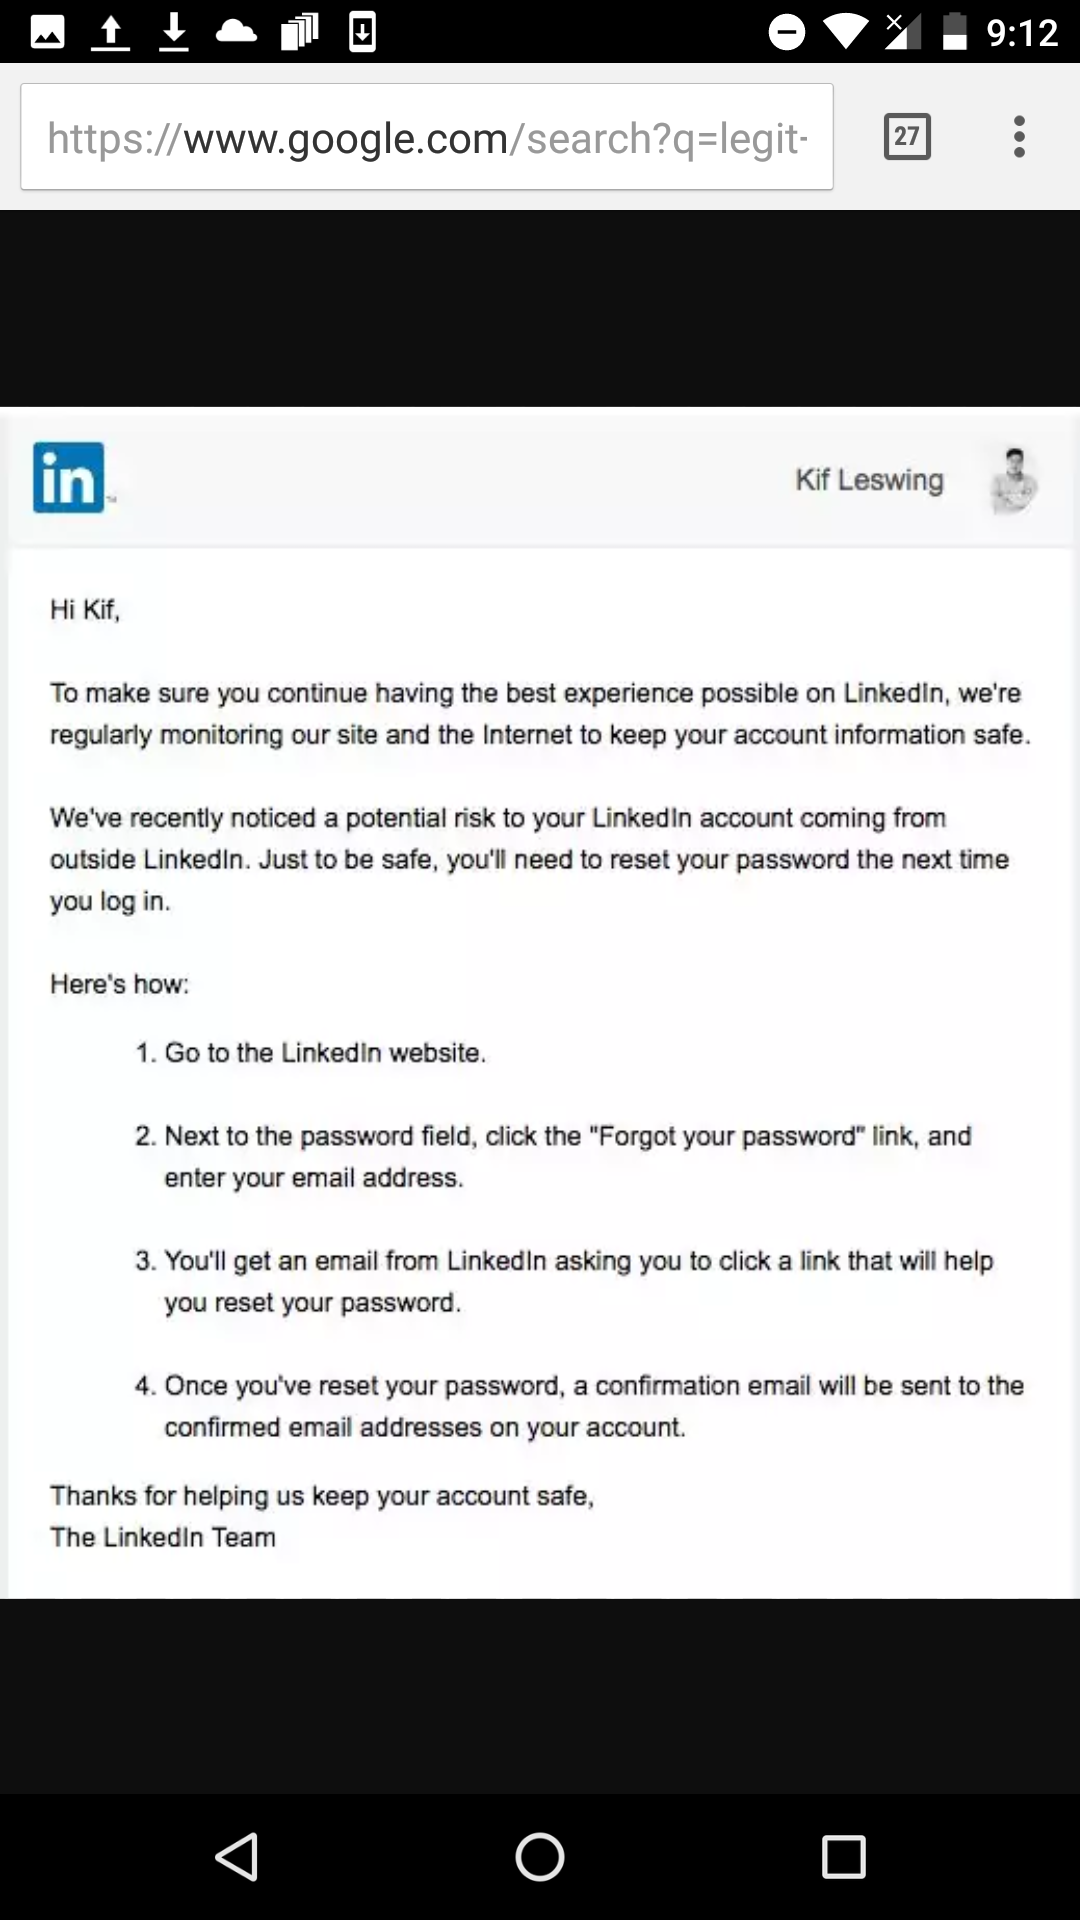 9:12
https://www.google.com/search?q=legit-
27
in
Kif Leswing
Hi Kif,
To make sure you continue having the best experience possible on LinkedIn, we're
regularly monitoring our site and the Internet to keep your account information safe.
We've recently noticed a potential risk to your LinkedIn account coming from
outside LinkedIn. Just to be safe, you'll need to reset your password the next time
you log in.
Here's how:
1. Go to the LinkedIn website.
2. Next to the password field, click the "Forgot your password" link, and
enter your email address.
3. You'll get an email from LinkedIn asking you to click a link that will help
you reset your password.
4. Once you've reset your password, a confirmation email will be sent to the
confirmed email addresses on your account.
Thanks for helping us keep your account safe,
The LinkedIn Team